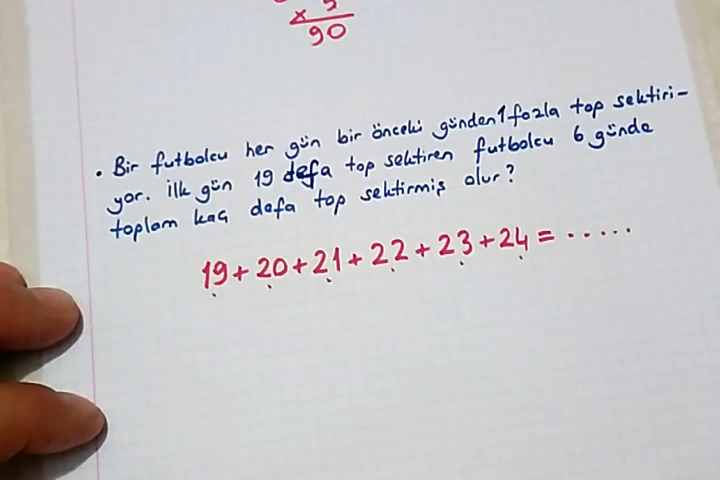 x 5
90
• Bir futbolcu her gün bir önceki günden 1 fazla top sektiri-
yor. ilk gün 19 defa top sektiren futbolcu 6 günde
toplam kaç defa top sektirmiş olur?
19 + 20 + 21 + 22 + 23 + 24 = .....